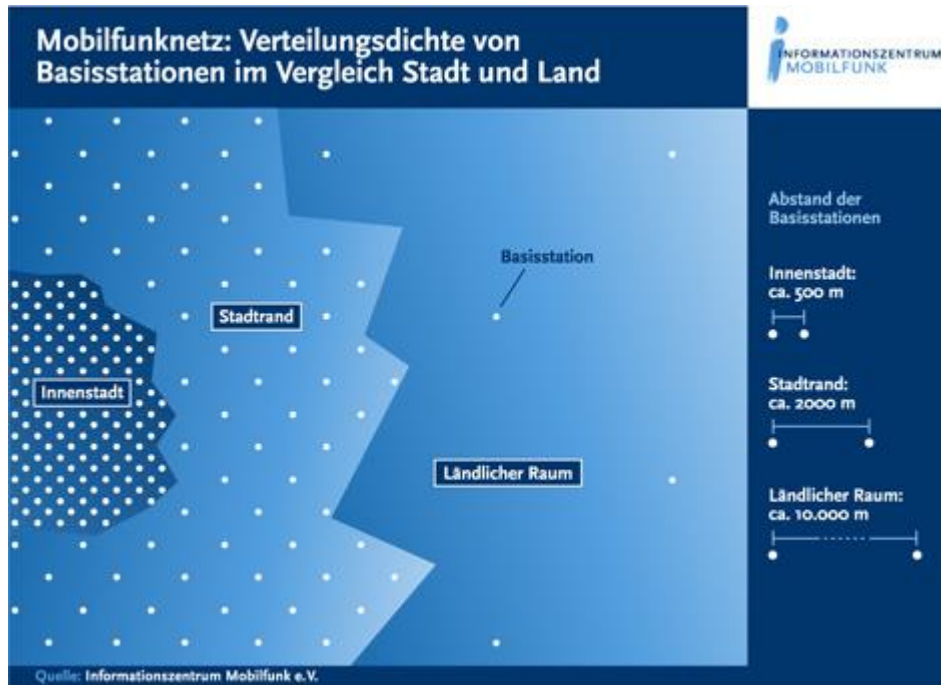 Mobilfunknetz: Verteilungsdichte von
Basisstationen im Vergleich Stadt und Land
INFORMATIONSZENTRUM
MOBILFUNK
Abstand der
Basisstationen
Innenstadt:
ca. 500 m
Stadtrand:
ca. 2000 m
Ländlicher Raum:
ca. 10.000 m
Basisstation
Stadtrand
Innenstadt
Ländlicher Raum
Quelle: Informationszentrum Mobilfunk e.V.